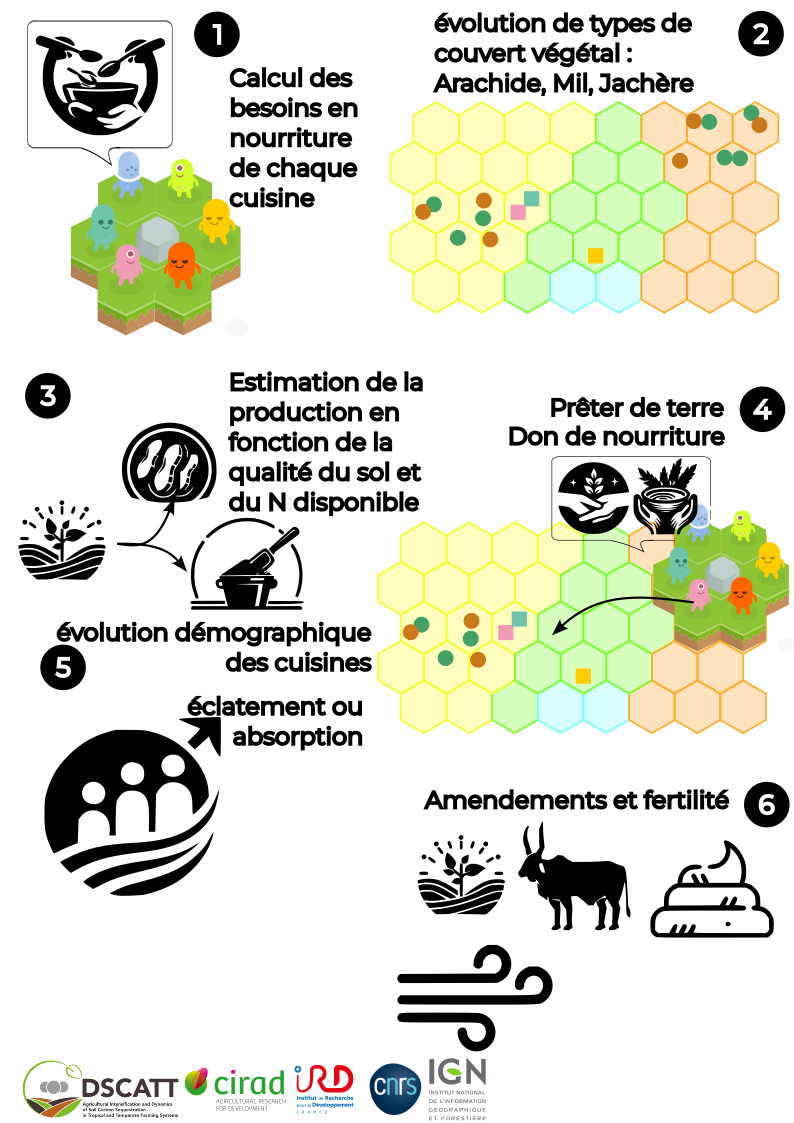 1
Calcul des
besoins en
nourriture
de chaque
cuisine
évolution de types de
couvert végétal :
Arachide, Mil, Jachère
2
3
Estimation de la
production en
fonction de la
qualité du sol et
du N disponible
Prêter de terre
Don de nourriture
4
évolution démographique
des cuisines
5
éclatement ou
absorption
Amendements et fertilité
6
DSCATT
Agricultural Intensification and Dynamics
of Soil Carbon Sequestration
in Tropical and Temperate Farming Systems
cirad
AGRICULTURAL RESEARCH
FOR DEVELOPMENT
IRD
Institut de Recherche
pour le Développement
FRANCE
cnrs
IGN
INSTITUT NATIONAL
DE L'INFORMATION
GÉOGRAPHIQUE
ET FORESTIÈRE